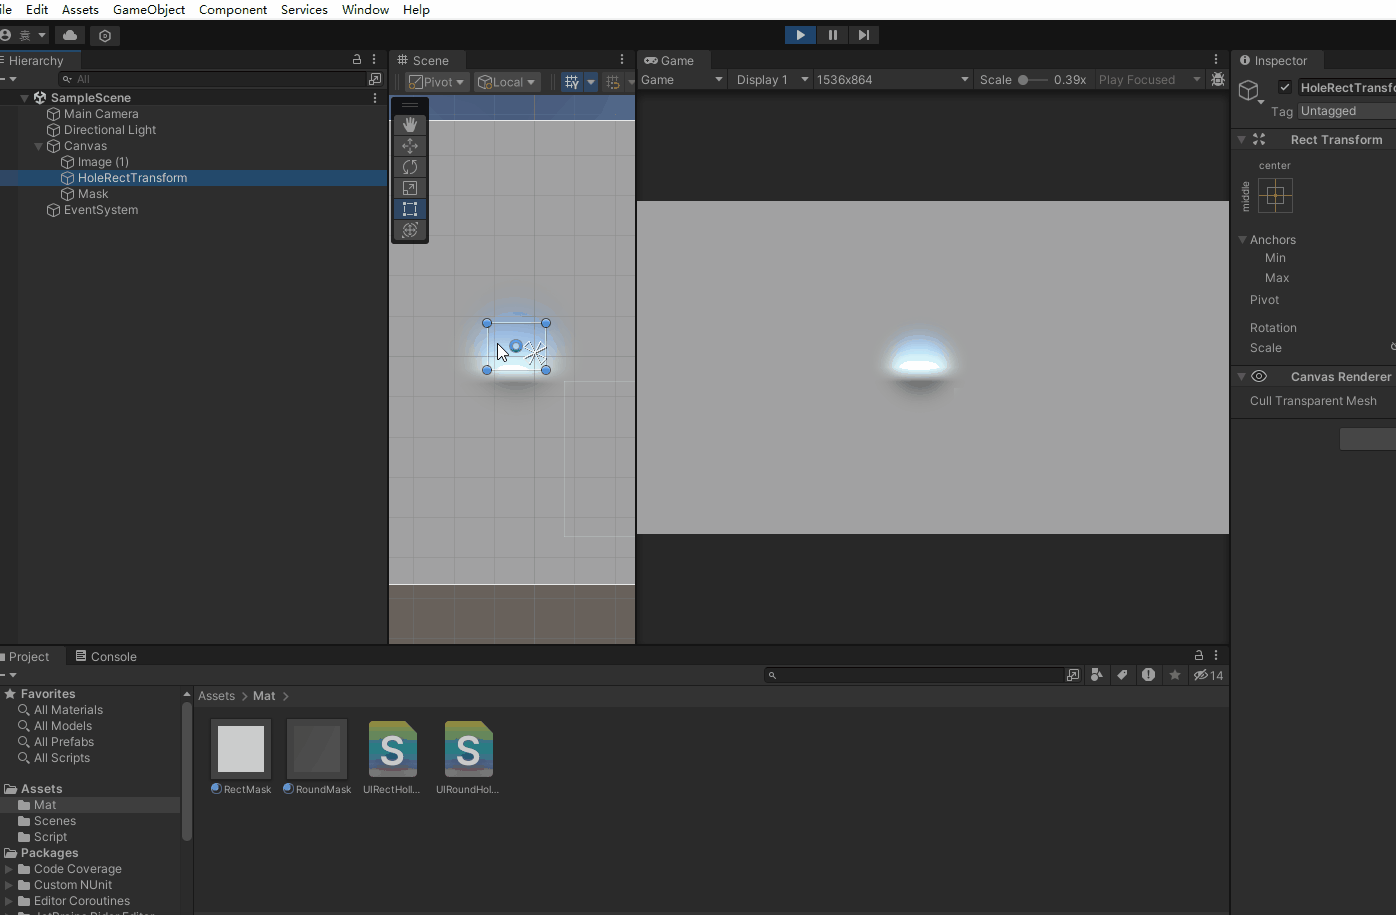 ile Edit Assets GameObject Component Services Window Help
袁
Hierarchy
All
SampleScene
Main Camera
Directional Light
Canvas
Image (1)
HoleRectTransform
Mask
EventSystem
Scene
Pivot Local
Game
Game Display 1 1536x864 Scale 0.39x Play Focused
Inspector
HoleRectTransfo
Tag Untagged
Rect Transform
center
middle
Anchors
Min
Max
Pivot
Rotation
Scale
Canvas Renderer
Cull Transparent Mesh
Project Console
14
Favorites
All Materials
All Models
All Prefabs
All Scripts
Assets
Mat
Scenes
Script
Packages
Code Coverage
Custom NUnit
Editor Coroutines
JetBrains Rider Editor
Assets > Mat >
S S
RectMask RoundMask UIRectHoll... UIRoundHol...